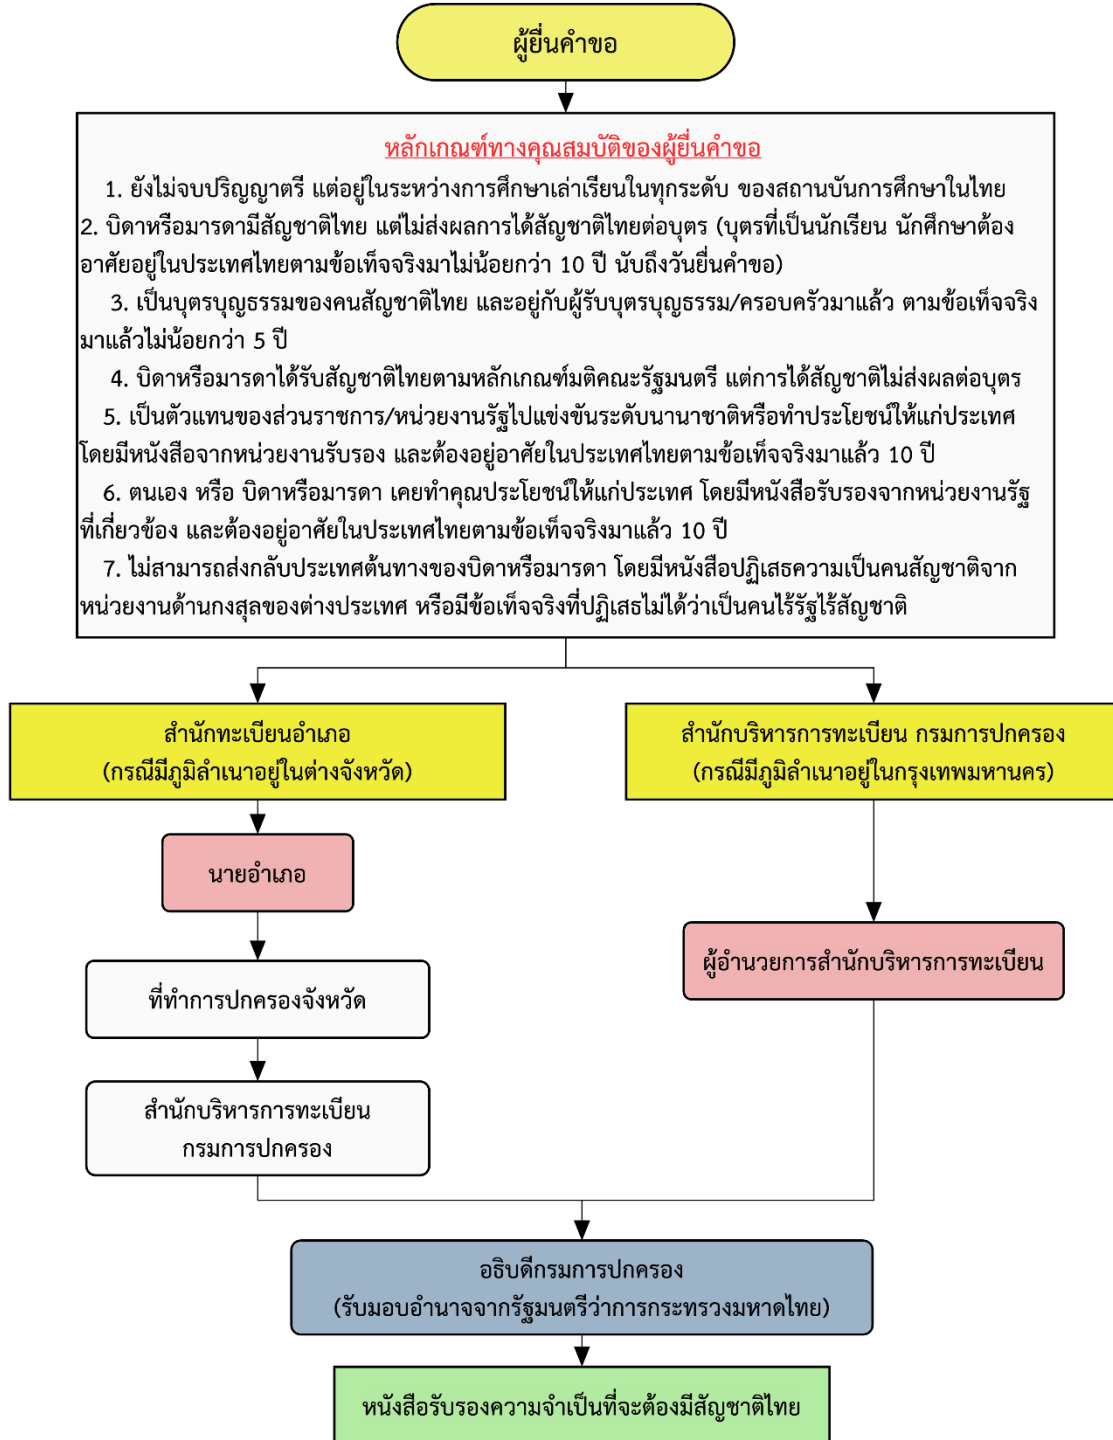 ผู้ยื่นคำขอ
หลักเกณฑ์ทางคุณสมบัติของผู้ยื่นคำขอ
1. ยังไม่จบปริญญาตรี แต่อยู่ในระหว่างการศึกษาเล่าเรียนในทุกระดับ ของสถานบันการศึกษาในไทย
2. บิดาหรือมารดามีสัญชาติไทย แต่ไม่ส่งผลการได้สัญชาติไทยต่อบุตร (บุตรที่เป็นนักเรียน นักศึกษาต้อง
อาศัยอยู่ในประเทศไทยตามข้อเท็จจริงมาไม่น้อยกว่า 10 ปี นับถึงวันยื่นคำขอ)
3. เป็นบุตรบุญธรรมของคนสัญชาติไทย และอยู่กับผู้รับบุตรบุญธรรม/ครอบครัวมาแล้ว ตามข้อเท็จจริง
มาแล้วไม่น้อยกว่า 5 ปี
4. บิดาหรือมารดาได้รับสัญชาติไทยตามหลักเกณฑ์มติคณะรัฐมนตรี แต่การได้สัญชาติไม่ส่งผลต่อบุตร
5. เป็นตัวแทนของส่วนราชการ/หน่วยงานรัฐไปแข่งขันระดับนานาชาติหรือทำประโยชน์ให้แก่ประเทศ
โดยมีหนังสือจากหน่วยงานรับรอง และต้องอยู่อาศัยในประเทศไทยตามข้อเท็จจริงมาแล้ว 10 ปี
6. ตนเอง หรือ บิดาหรือมารดา เคยทำคุณประโยชน์ให้แก่ประเทศ โดยมีหนังสือรับรองจากหน่วยงานรัฐ
ที่เกี่ยวข้อง และต้องอยู่อาศัยในประเทศไทยตามข้อเท็จจริงมาแล้ว 10 ปี
7. ไม่สามารถส่งกลับประเทศต้นทางของบิดาหรือมารดา โดยมีหนังสือปฏิเสธความเป็นคนสัญชาติจาก
หน่วยงานด้านกงสุลของต่างประเทศ หรือมีข้อเท็จจริงที่ปฏิเสธไม่ได้ว่าเป็นคนไร้รัฐไร้สัญชาติ
สำนักทะเบียนอำเภอ
(กรณีมีภูมิลำเนาอยู่ในต่างจังหวัด)
สำนักบริหารการทะเบียน กรมการปกครอง
(กรณีมีภูมิลำเนาอยู่ในกรุงเทพมหานคร)
นายอำเภอ
ผู้อำนวยการสำนักบริหารการทะเบียน
ที่ทำการปกครองจังหวัด
สำนักบริหารการทะเบียน
กรมการปกครอง
อธิบดีกรมการปกครอง
(รับมอบอำนาจจากรัฐมนตรีว่าการกระทรวงมหาดไทย)
หนังสือรับรองความจำเป็นที่จะต้องมีสัญชาติไทย